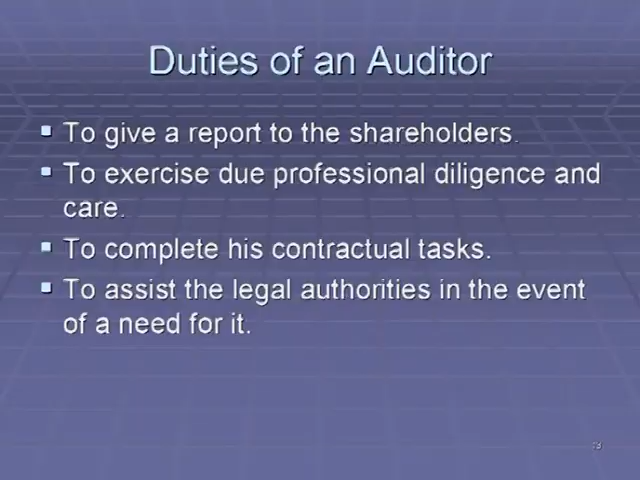 Duties of an Auditor
To give a report to the shareholders.
To exercise due professional diligence and
care.
To complete his contractual tasks.
To assist the legal authorities in the event
of a need for it.